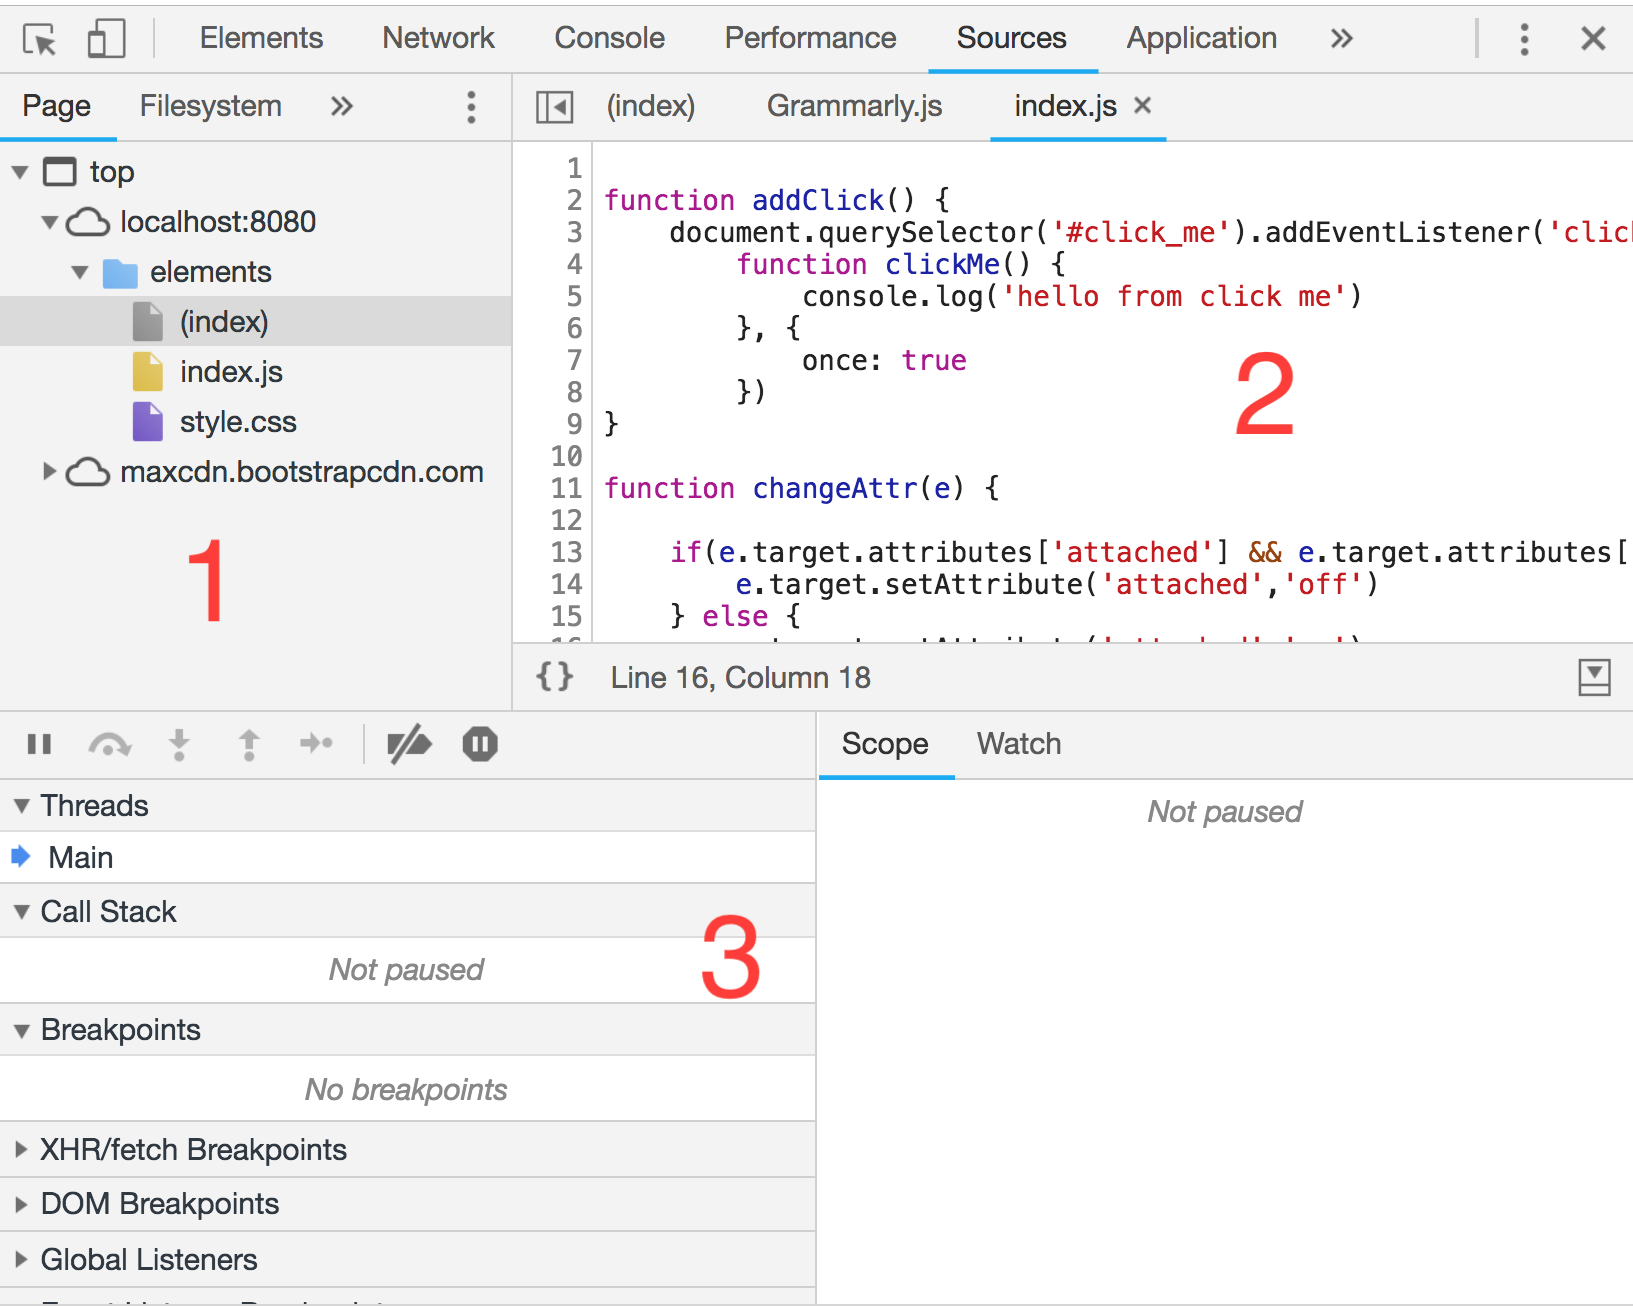 Elements Network Console Performance Sources Application »
Page Filesystem »
(index) Grammarly.js index.js ×
top
localhost:8080
elements
(index)
index.js
style.css
maxcdn.bootstrapcdn.com
1
1
2 function addClick() {
3 document.querySelector('#click_me').addEventListener('clic
4 function clickMe() {
5 console.log('hello from click me')
6 }, {
7 once: true
8 })
9 }
10
11 function changeAttr(e) {
12
13 if(e.target.attributes['attached'] && e.target.attributes[
14 e.target.setAttribute('attached','off')
15 } else {
2
{} Line 16, Column 18
Threads
Main
Call Stack
Not paused
3
Breakpoints
No breakpoints
XHR/fetch Breakpoints
DOM Breakpoints
Global Listeners
Scope Watch
Not paused